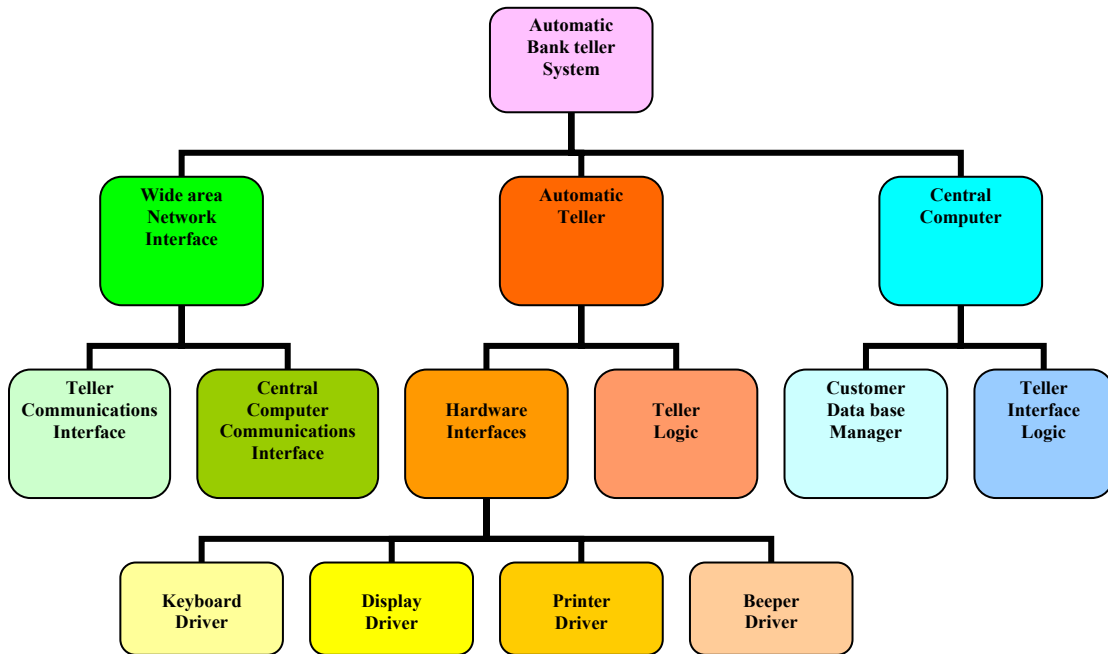 Automatic
Bank teller
System
Wide area
Network
Interface
Automatic
Teller
Central
Computer
Teller
Communications
Interface
Central
Computer
Communications
Interface
Hardware
Interfaces
Teller
Logic
Customer
Data base
Manager
Teller
Interface
Logic
Keyboard
Driver
Display
Driver
Printer
Driver
Beeper
Driver